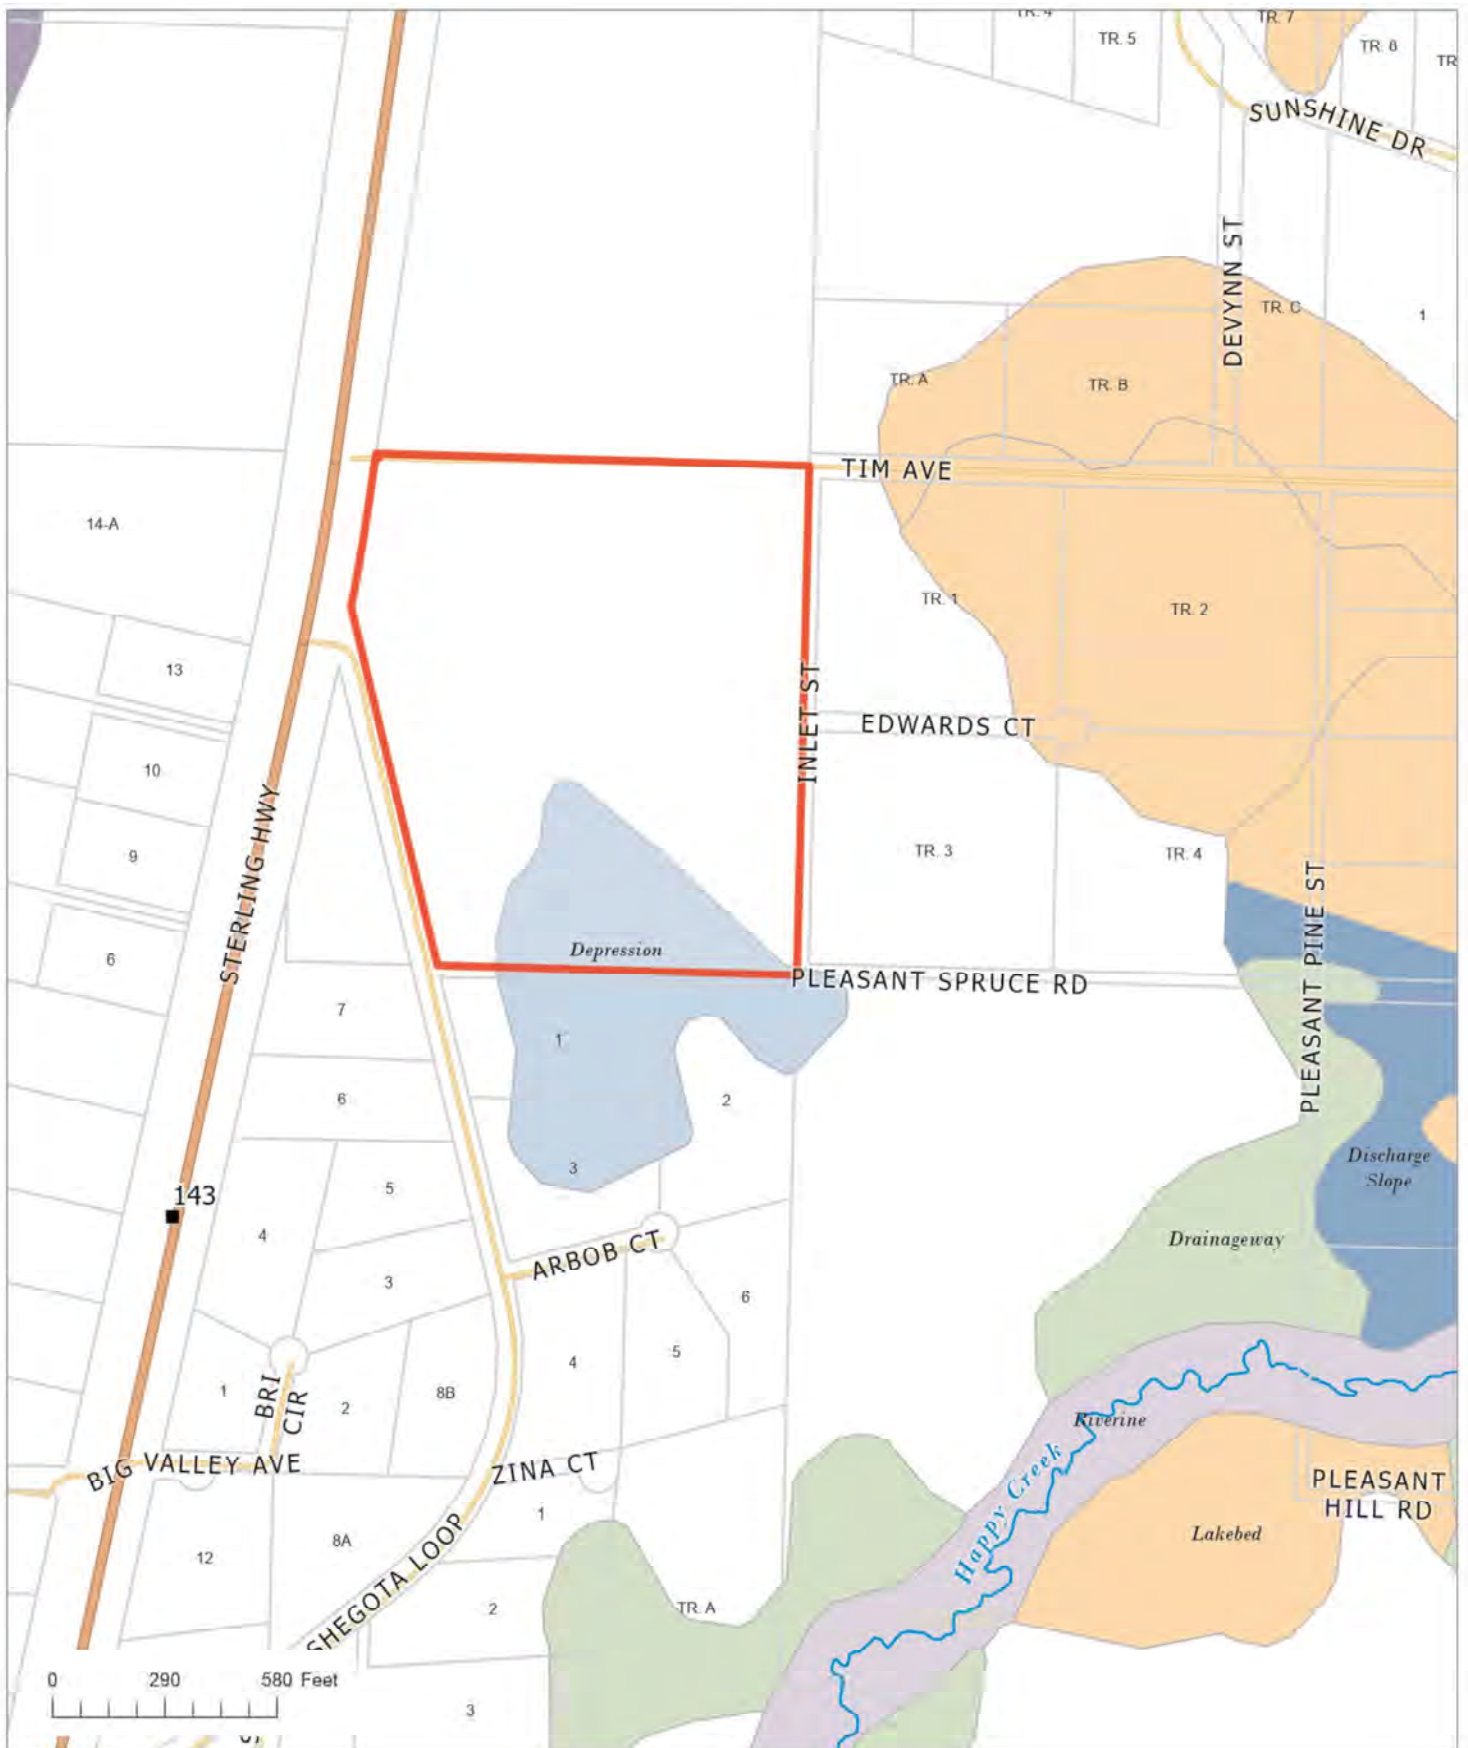 TR. 4
TR. 5
TR. 7
TR. 8
TR
SUNSHINE DR
DEVYNN ST
TR. C
1
TR. A
TR. B
TIM AVE
14-A
TR. 1
TR. 2
13
INLET ST
EDWARDS CT
10
9
STERLING HWY
TR. 3
TR. 4
6
Depression
PLEASANT SPRUCE RD
PLEASANT PINE ST
7
1
6
2
5
3
143
4
3
ARBOB CT
Discharge
Slope
Drainageway
6
4
5
1
BRI
CIR
2
8B
Riverine
BIG VALLEY AVE
ZINA CT
Happy Creek
PLEASANT
HILL RD
1
Lakebed
12
8A
SHEGOTA LOOP
2
TR. A
0 290 580 Feet
3